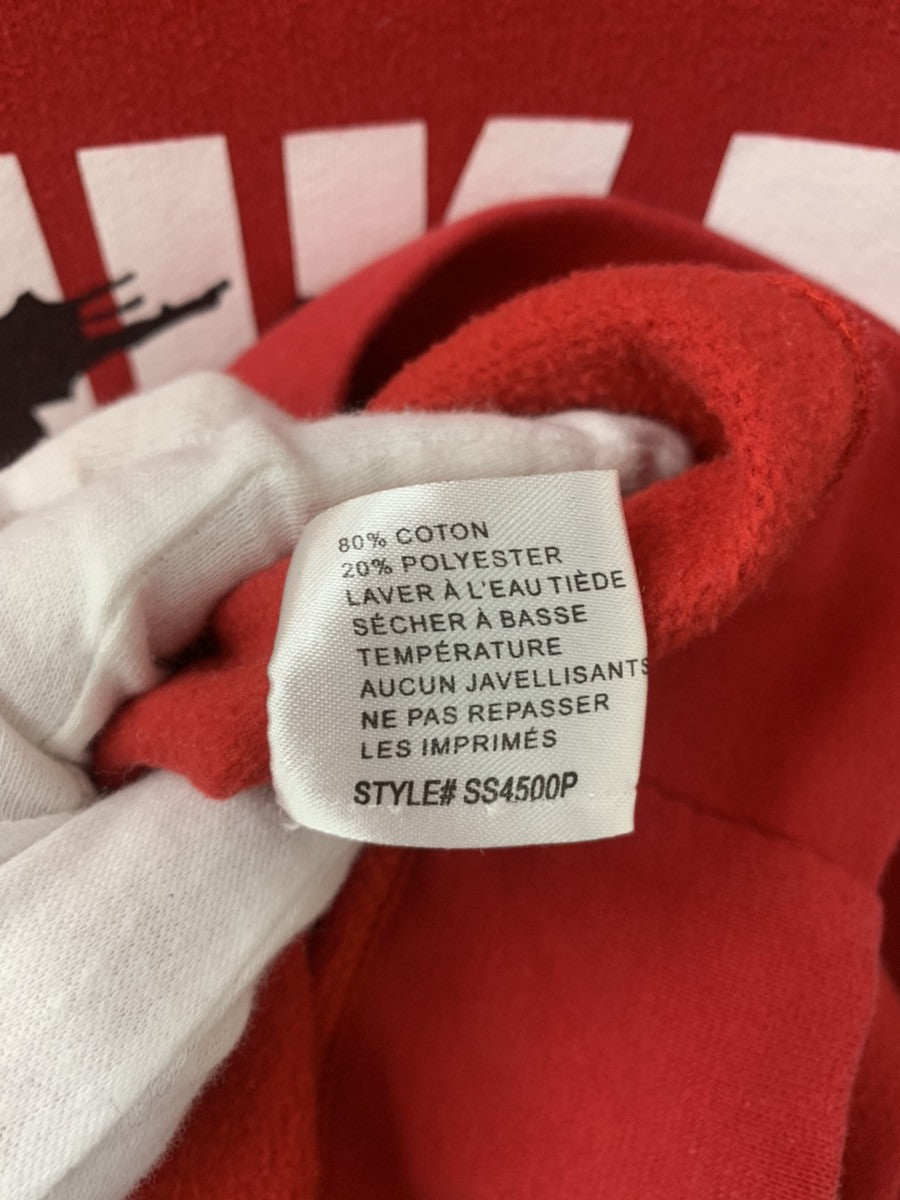 80% COTON
20% POLYESTER
LAVER À L'EAU TIÈDE
SÉCHER À BASSE
TEMPÉRATURE
AUCUN JAVELLISANTS
NE PAS REPASSER
LES IMPRIMÉS
STYLE# SS4500P